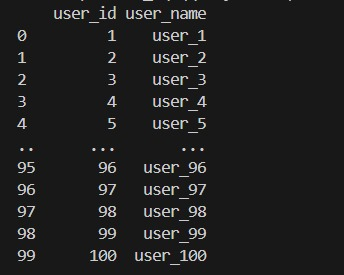 user_id user_name
0 1 user_1
1 2 user_2
2 3 user_3
3 4 user_4
4 5 user_5
.. ... ...
95 96 user_96
96 97 user_97
97 98 user_98
98 99 user_99
99 100 user_100